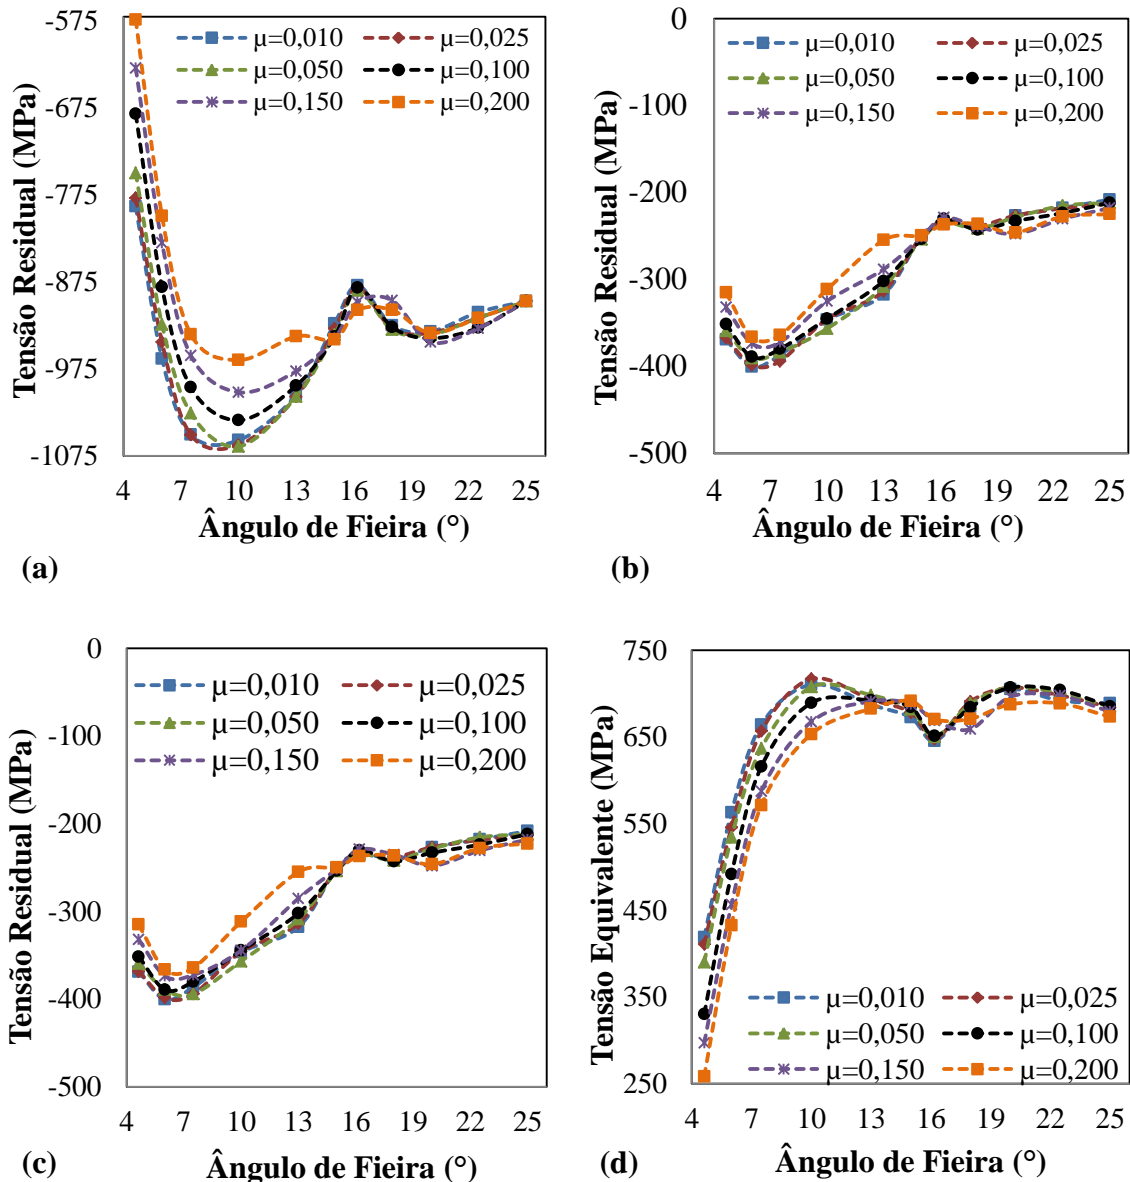 -575
-675
-775
-875
-975
-1075
Tensão Residual (MPa)
μ=0,010 μ=0,025
μ=0,050 μ=0,100
μ=0,150 μ=0,200
4 7 10 13 16 19 22 25
Ângulo de Fieira (°)
(a)
0
-100
-200
-300
-400
-500
Tensão Residual (MPa)
μ=0,010 μ=0,025
μ=0,050 μ=0,100
μ=0,150 μ=0,200
4 7 10 13 16 19 22 25
Ângulo de Fieira (°)
(b)
0
-100
-200
-300
-400
-500
Tensão Residual (MPa)
μ=0,010 μ=0,025
μ=0,050 μ=0,100
μ=0,150 μ=0,200
4 7 10 13 16 19 22 25
Ângulo de Fieira (°)
(c)
750
650
550
450
350
250
Tensão Equivalente (MPa)
μ=0,010 μ=0,025
μ=0,050 μ=0,100
μ=0,150 μ=0,200
4 7 10 13 16 19 22 25
Ângulo de Fieira (°)
(d)